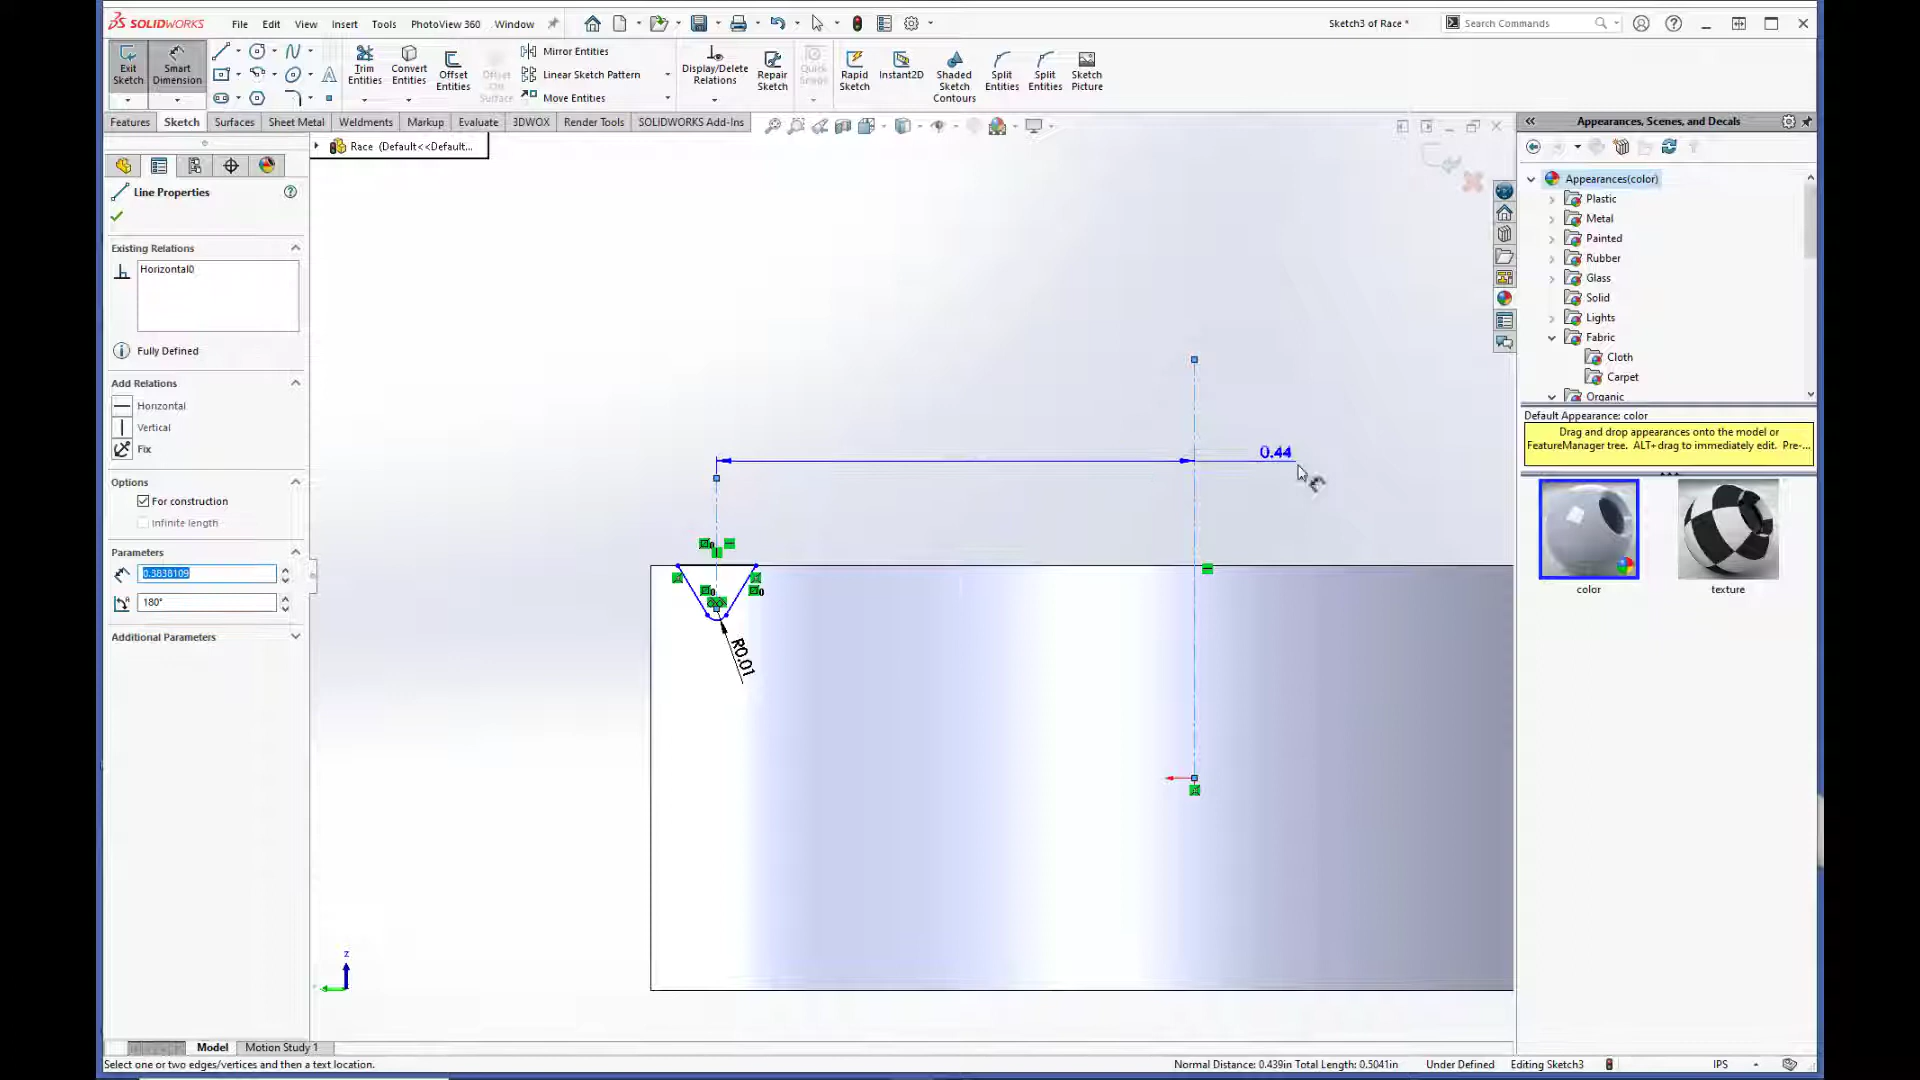 SOLIDWORKS File Edit View Insert Tools PhotoView 360 Window Sketch3 of Race * Search Commands
Exit Sketch
Smart Dimension
Trim Entities
Convert Entities
Offset Entities
Offset On Surface
Mirror Entities
Linear Sketch Pattern
Move Entities
Display/Delete Relations
Repair Sketch
Quick Snaps
Rapid Sketch
Instant2D
Shaded Sketch Contours
Split Entities
Split Entities
Sketch Picture
Features Sketch Surfaces Sheet Metal Weldments Markup Evaluate 3DWOX Render Tools SOLIDWORKS Add-Ins
Race (Default<<Default...
Line Properties
Existing Relations
Horizontal0
Fully Defined
Add Relations
Horizontal
Vertical
Fix
Options
For construction
Infinite length
Parameters
0.3838109
180°
Additional Parameters
0.44
R0.01
z
Appearances, Scenes, and Decals
Appearances(color)
Plastic
Metal
Painted
Rubber
Glass
Solid
Lights
Fabric
Cloth
Carpet
Organic
Default Appearance: color
Drag and drop appearances onto the model or
FeatureManager tree. ALT+drag to immediately edit. Pre-...
color texture
Model Motion Study 1
Select one or two edges/vertices and then a text location. Normal Distance: 0.439in Total Length: 0.5041in Under Defined Editing Sketch3 IPS